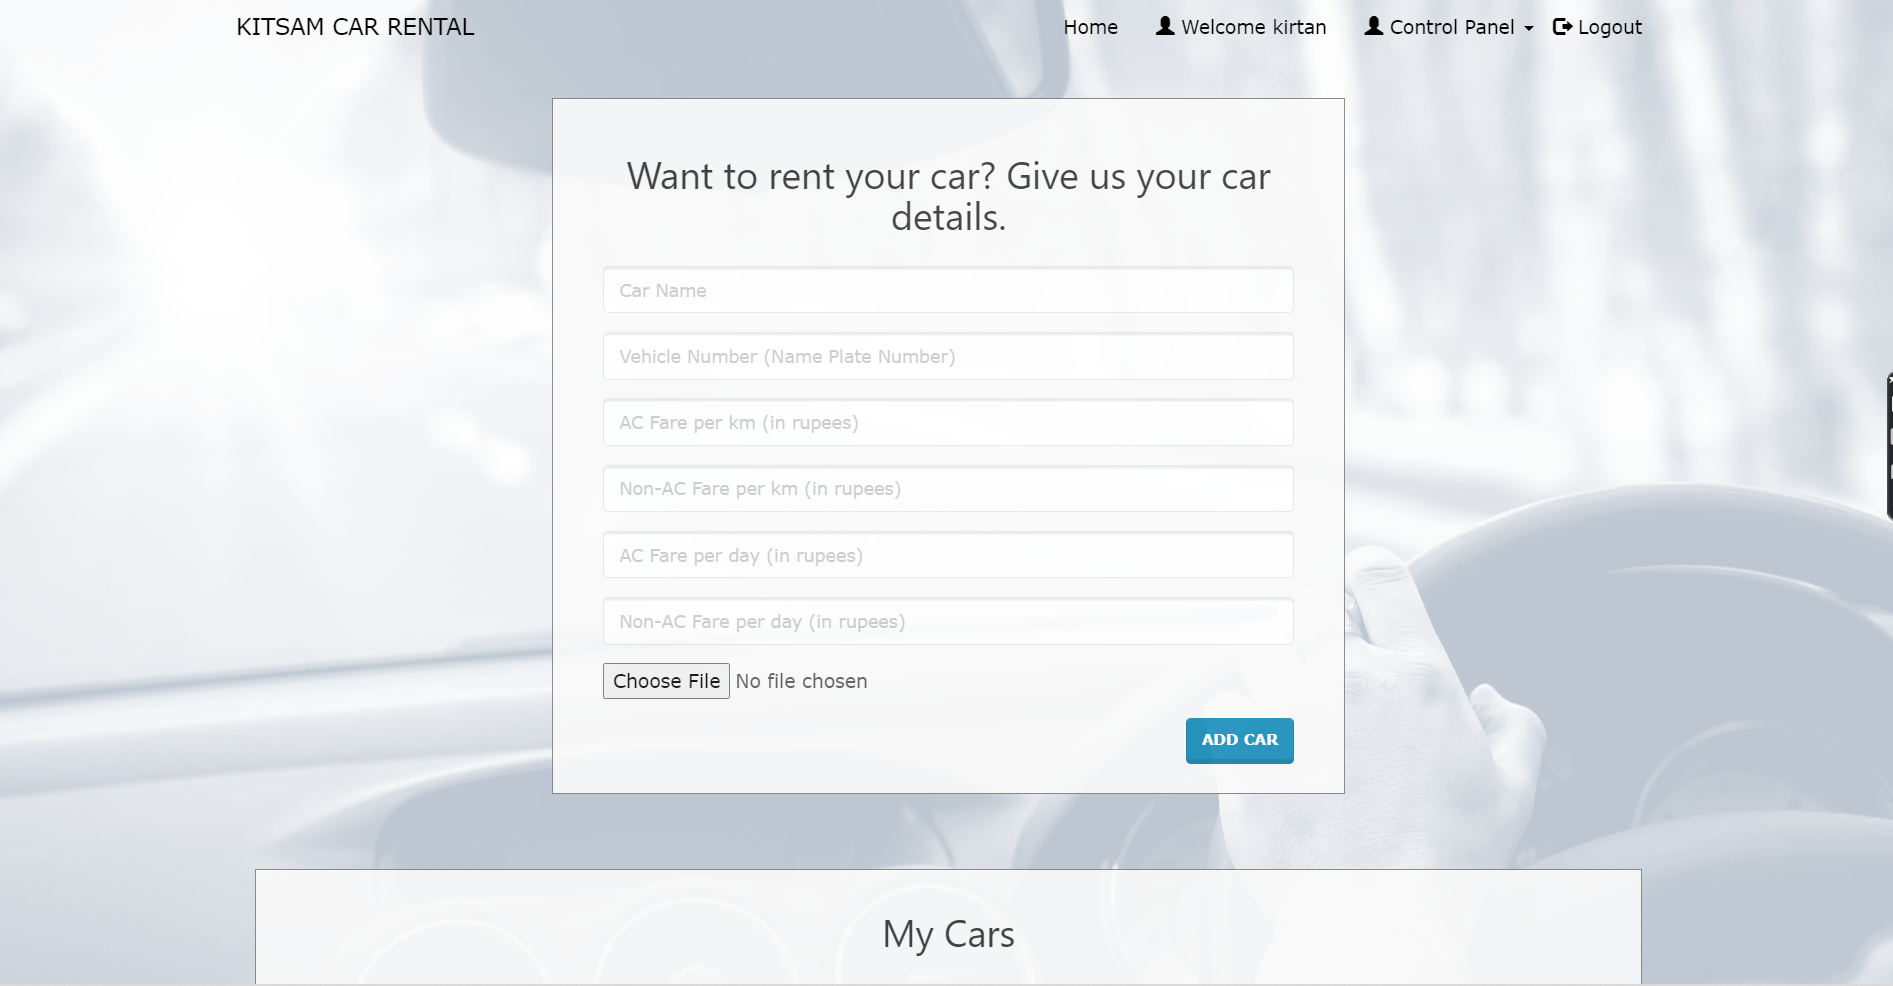 KITSAM CAR RENTAL
Home
Welcome kirtan
Control Panel
Logout
Want to rent your car? Give us your car
details.
Car Name
Vehicle Number (Name Plate Number)
AC Fare per km (in rupees)
Non-AC Fare per km (in rupees)
AC Fare per day (in rupees)
Non-AC Fare per day (in rupees)
Choose File No file chosen
ADD CAR
My Cars